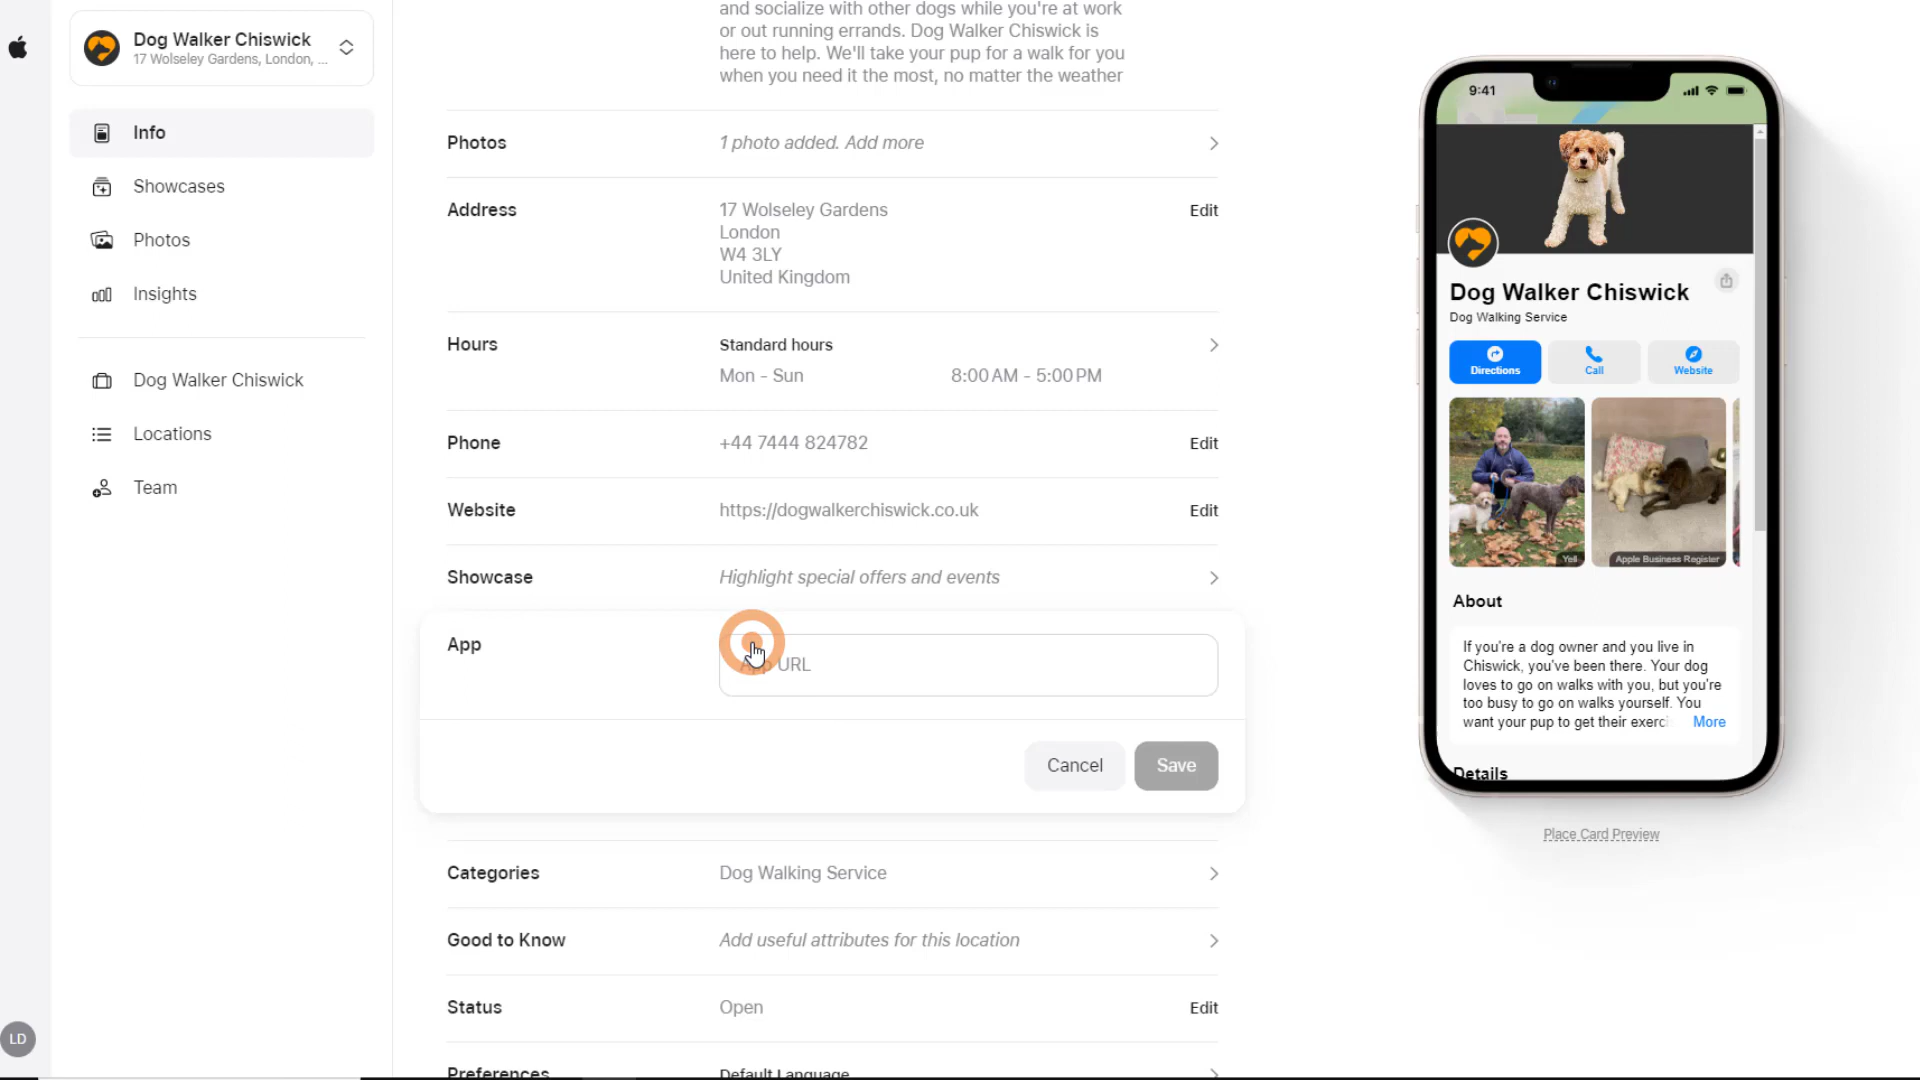 Dog Walker Chiswick
17 Wolseley Gardens, London, ...
Info
Showcases
Photos
Insights
Dog Walker Chiswick
Locations
Team
LD
and socialize with other dogs while you're at work
or out running errands. Dog Walker Chiswick is
here to help. We'll take your pup for a walk for you
when you need it the most, no matter the weather
Photos
1 photo added. Add more
Address
17 Wolseley Gardens
London
W4 3LY
United Kingdom
Edit
Hours
Standard hours
Mon - Sun
8:00 AM - 5:00 PM
Phone
+44 7444 824782
Edit
Website
https://dogwalkerchiswick.co.uk
Edit
Showcase
Highlight special offers and events
App
App URL
Cancel
Save
Categories
Dog Walking Service
Good to Know
Add useful attributes for this location
Status
Open
Edit
Preferences
Default Language
9:41
Dog Walker Chiswick
Dog Walking Service
Directions
Call
Website
Yell
Apple Business Register
About
If you're a dog owner and you live in
Chiswick, you've been there. Your dog
loves to go on walks with you, but you're
too busy to go on walks yourself. You
want your pup to get their exerci
More
Details
Place Card Preview